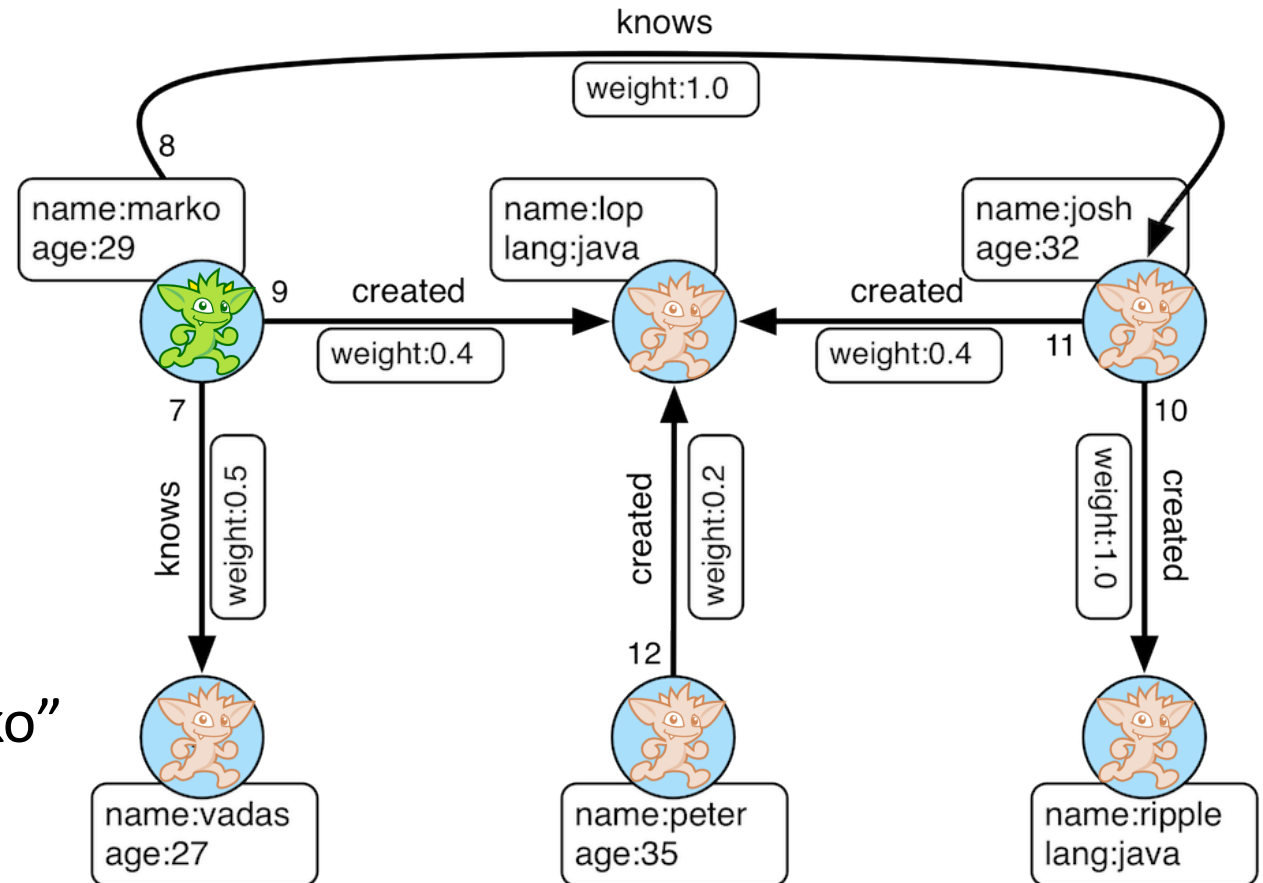 knows
weight:1.0
8
name:marko
age:29
name:lop
lang:java
name:josh
age:32
9
created
weight:0.4
created
weight:0.4
11
7
knows
weight:0.5
created
weight:0.2
12
10
weight:1.0
created
name:vadas
age:27
name:peter
age:35
name:ripple
lang:java